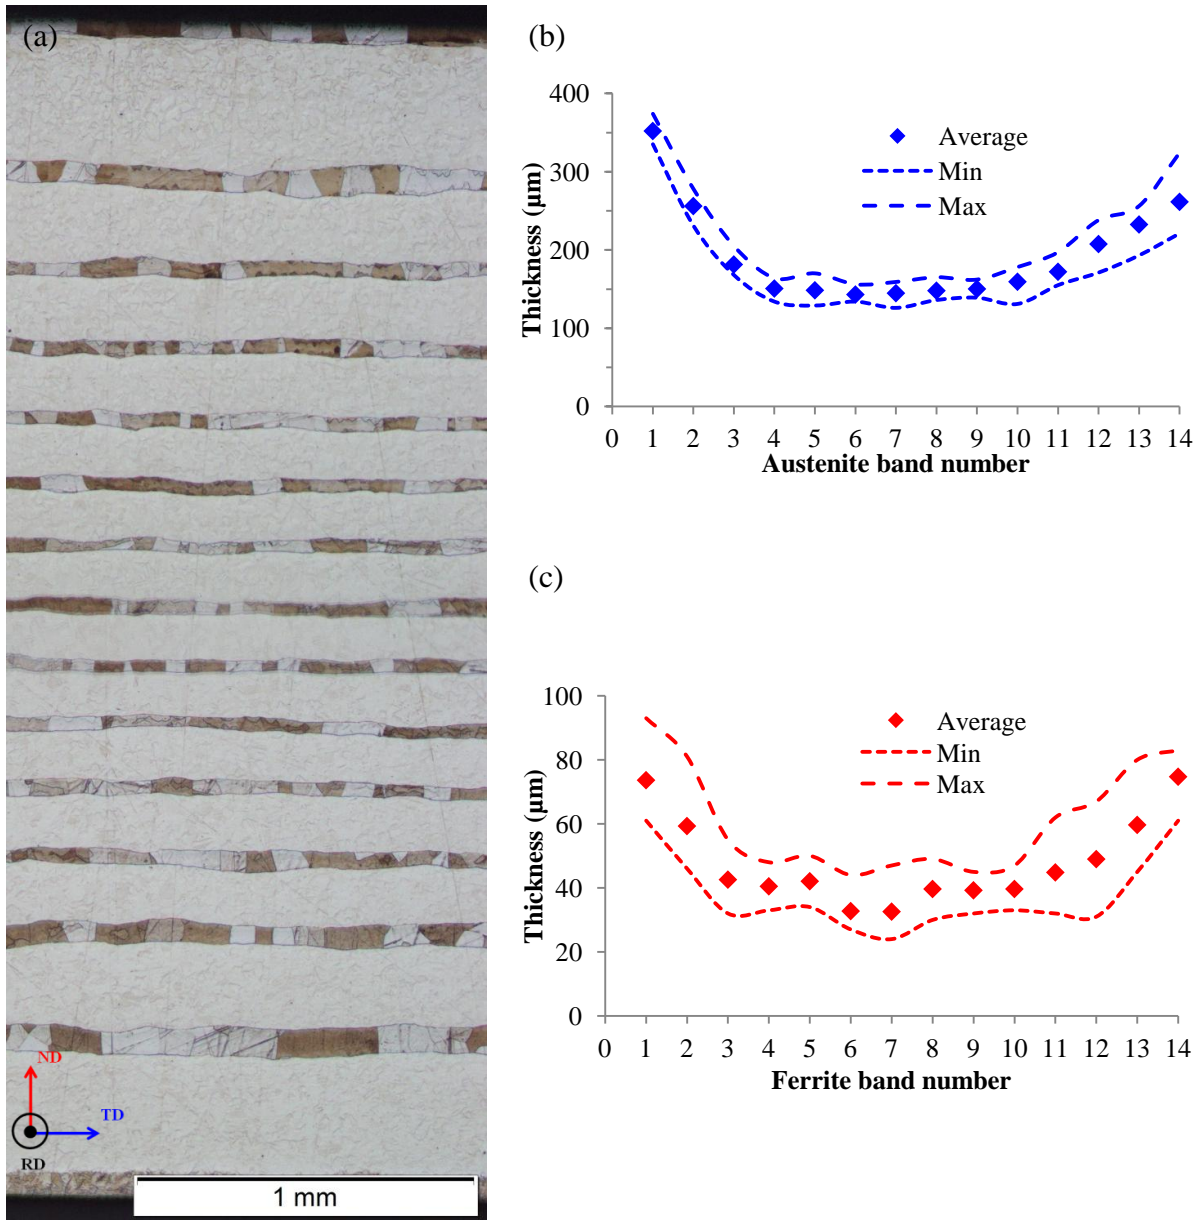 (a)
ND
TD
RD
1 mm
(b)
400
300
200
100
0
Thickness (µm)
Average
Min
Max
0 1 2 3 4 5 6 7 8 9 10 11 12 13 14
Austenite band number
(c)
100
80
60
40
20
0
Thickness (µm)
Average
Min
Max
0 1 2 3 4 5 6 7 8 9 10 11 12 13 14
Ferrite band number